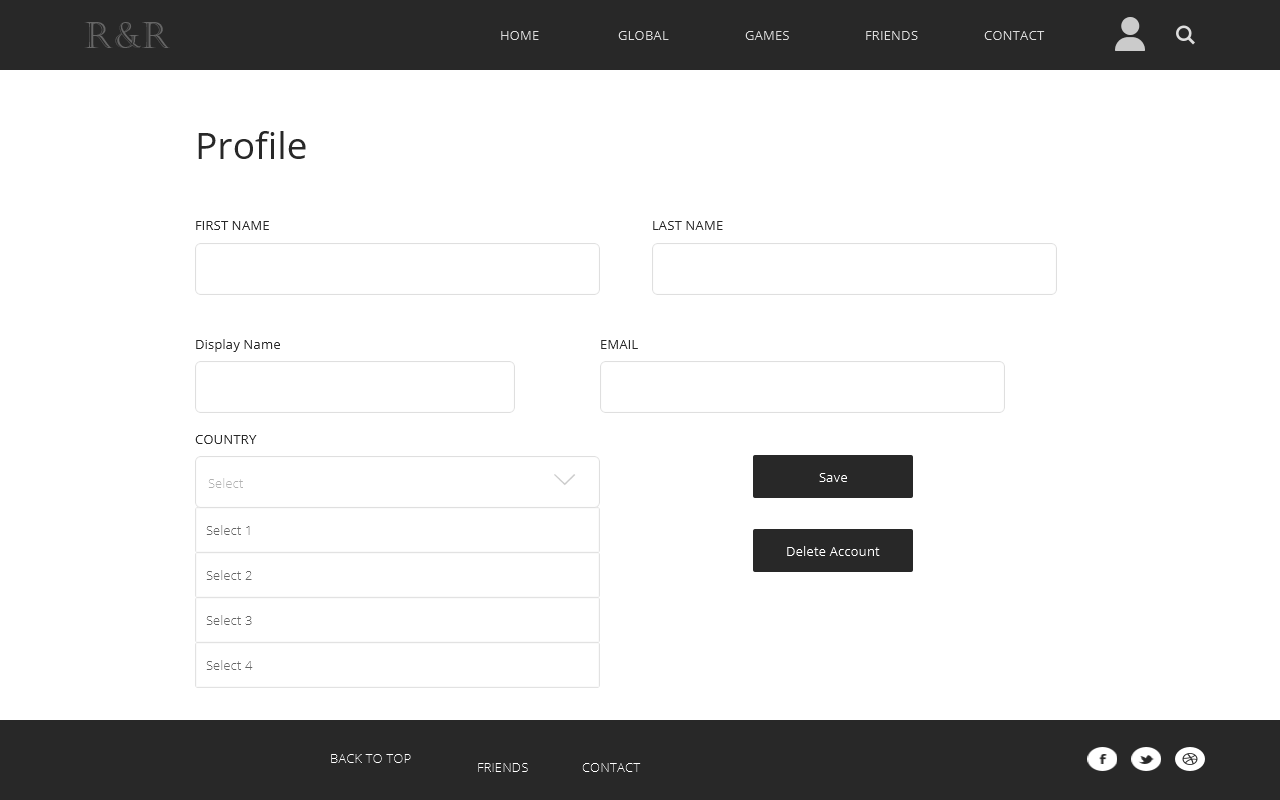 R&R
HOME
GLOBAL
GAMES
FRIENDS
CONTACT
Profile
FIRST NAME
LAST NAME
Display Name
EMAIL
COUNTRY
Select
Save
Select 1
Delete Account
Select 2
Select 3
Select 4
BACK TO TOP
FRIENDS
CONTACT
f